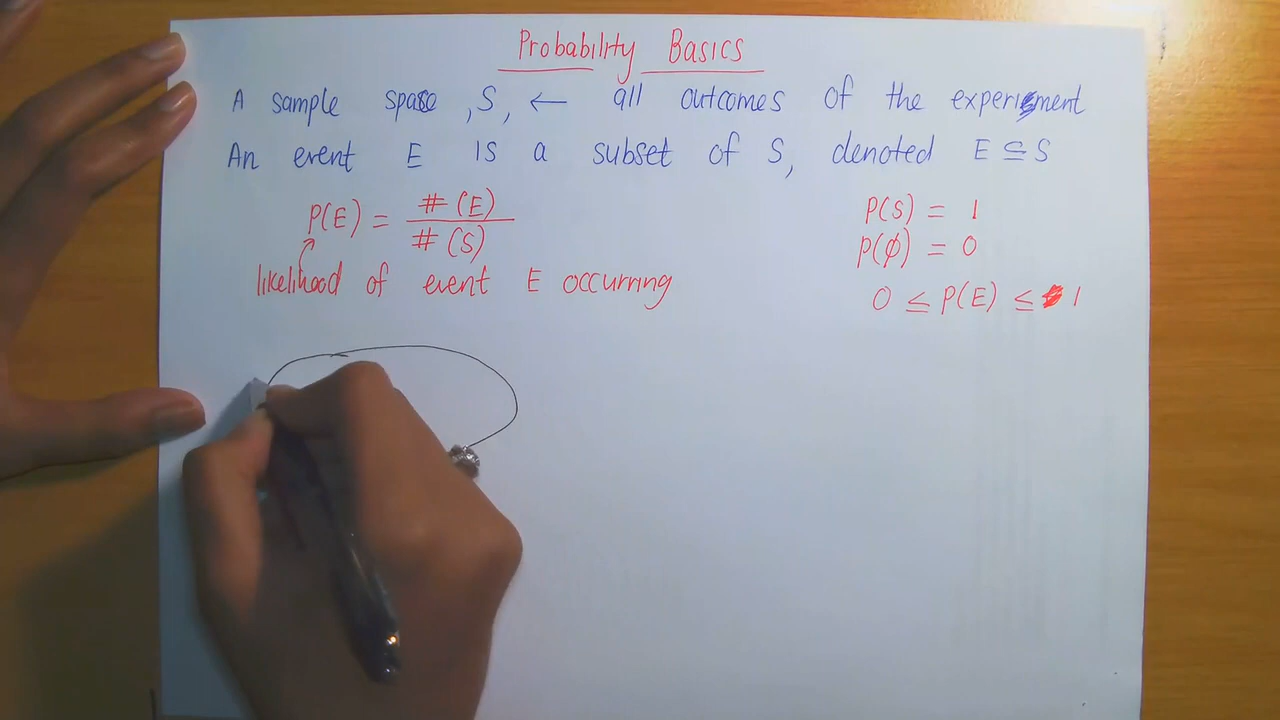 Probability Basics
A sample space, S, ← all outcomes of the experiment
An event E is a subset of S, denoted E ⊆ S
P(E) = #(E) / #(S)
likelihood of event E occurring
P(S) = 1
P(∅) = 0
0 ≤ P(E) ≤ 1